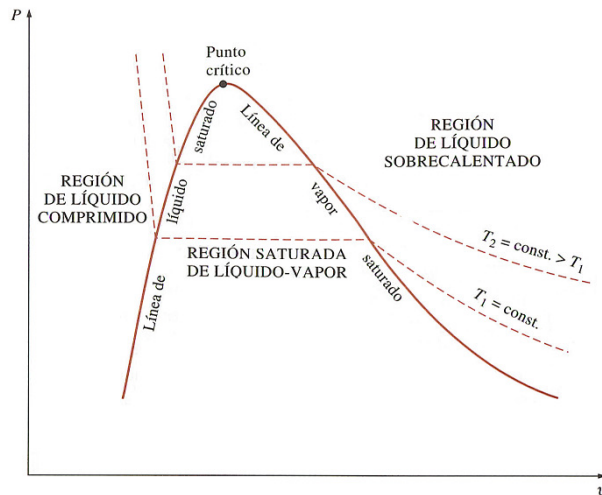 P
Punto
crítico
Línea de
líquido
saturado
Línea de
vapor
saturado
REGIÓN
DE LÍQUIDO
SOBRECALENTADO
REGIÓN
DE LÍQUIDO
COMPRIMIDO
REGIÓN SATURADA
DE LÍQUIDO-VAPOR
T₂ = const. > T₁
T₁ = const.
v